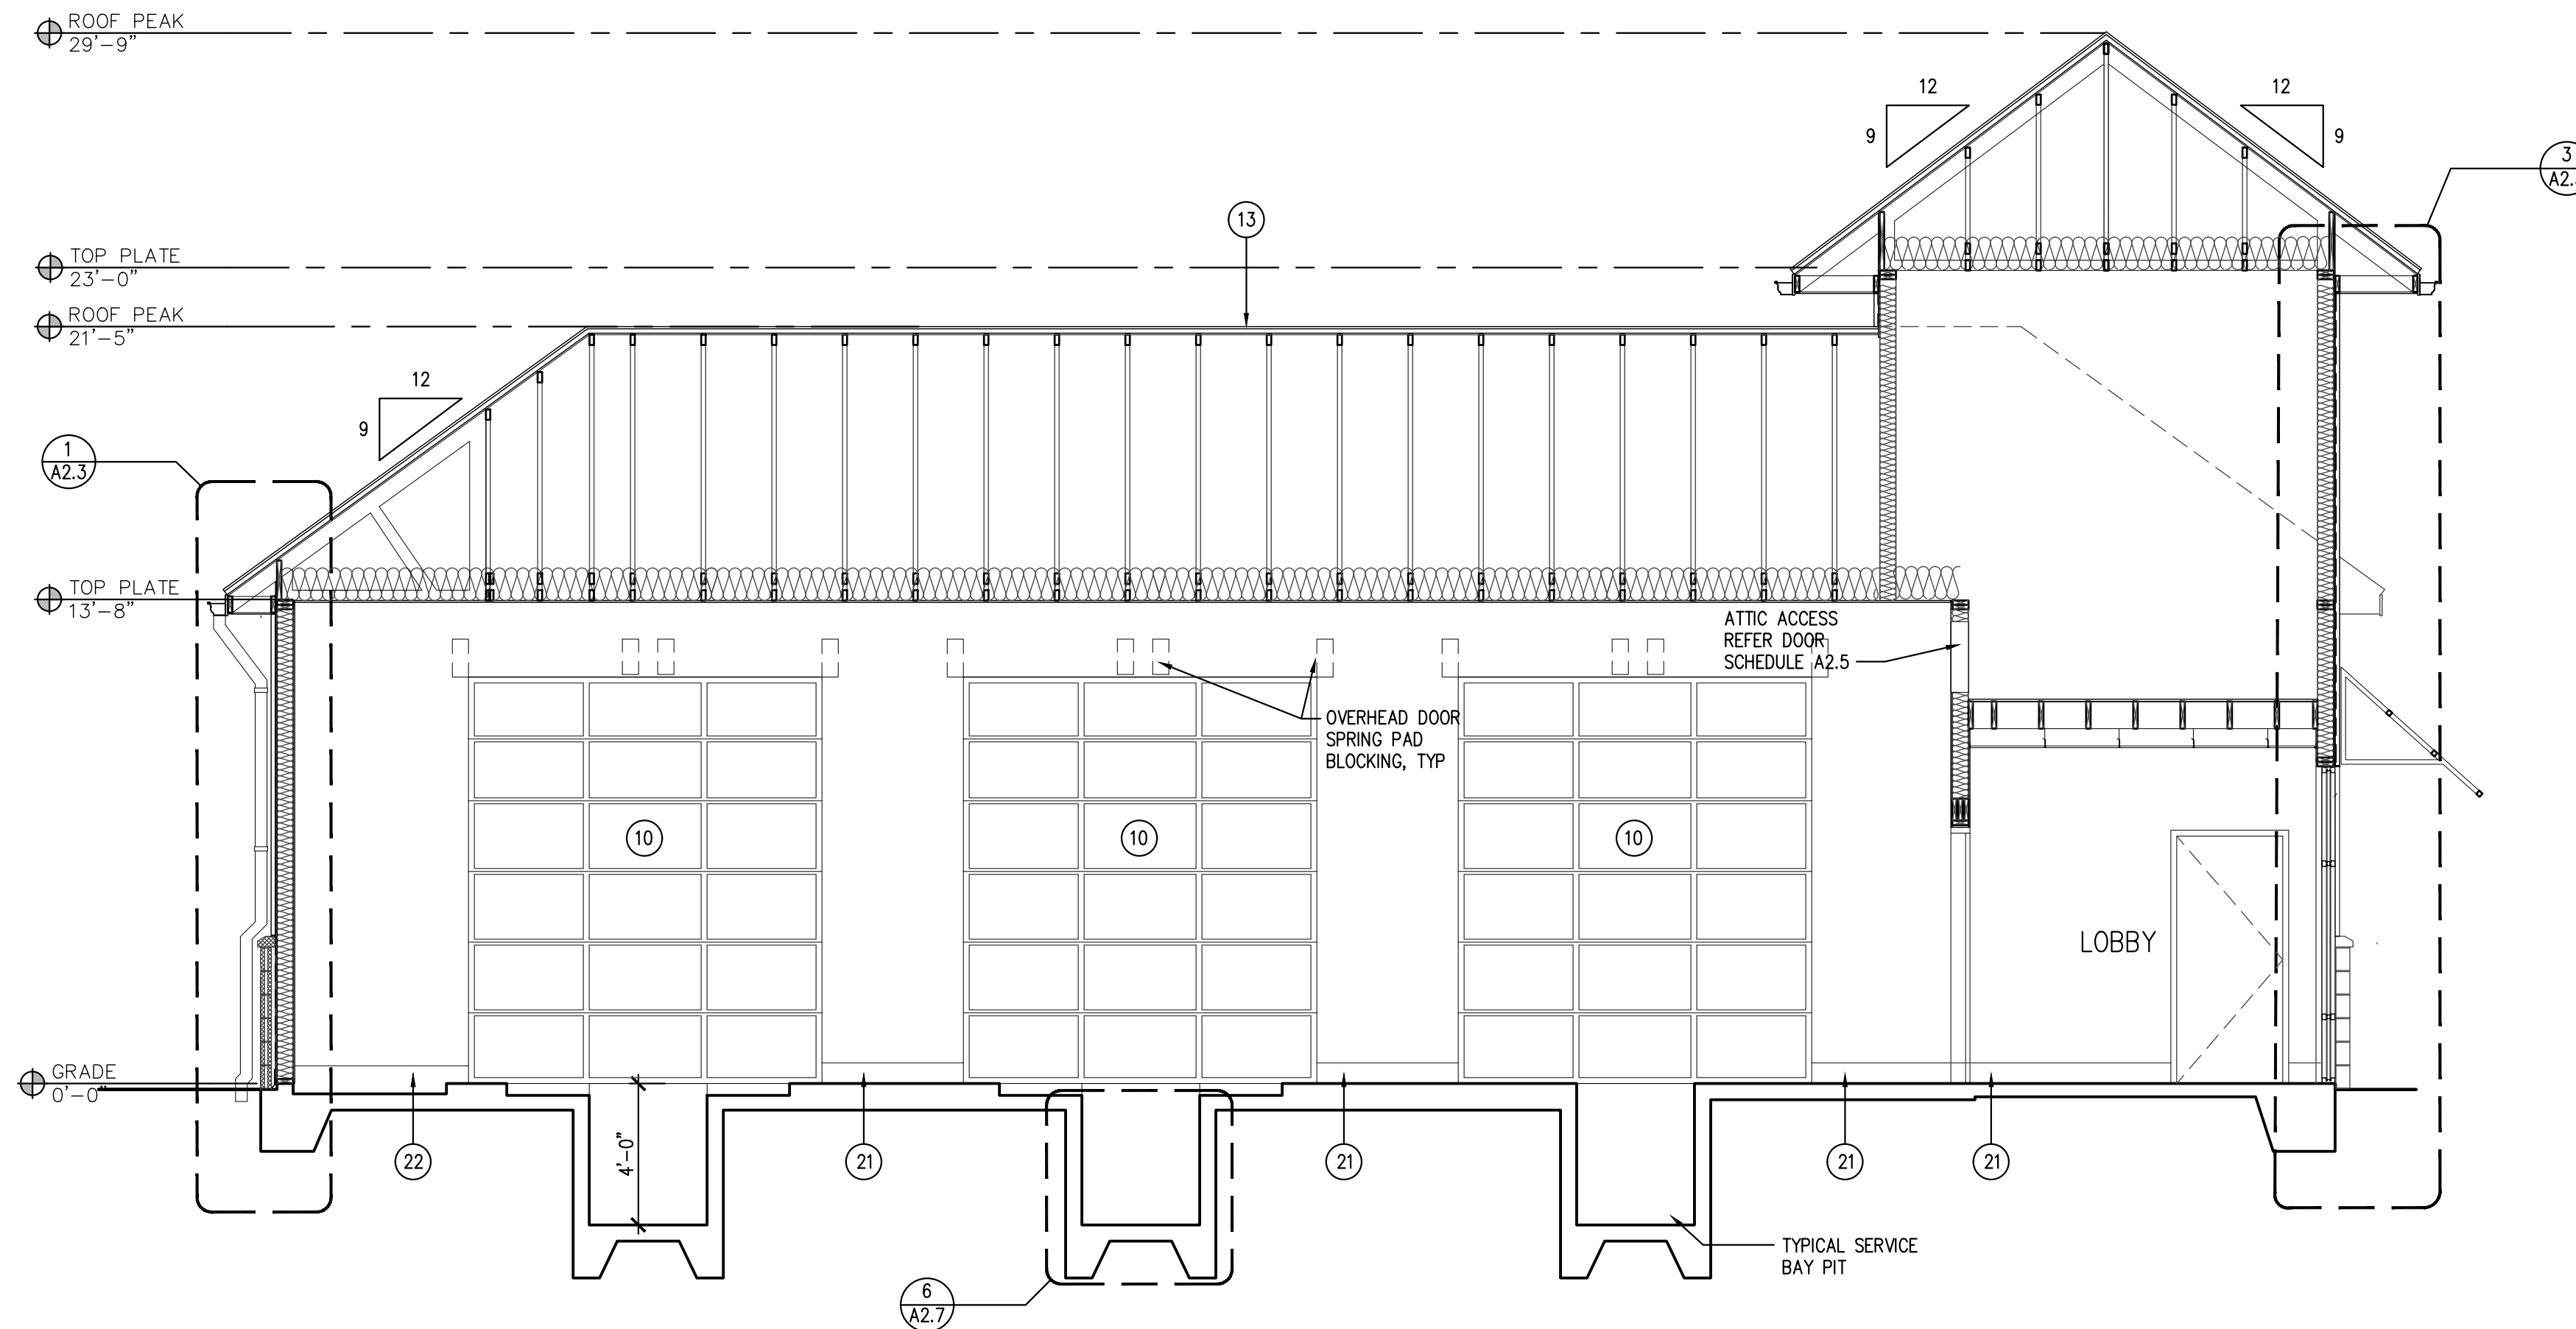 ROOF PEAK
29'-9"
12
9
12
9
3
A2.
TOP PLATE
23'-0"
13
ROOF PEAK
21'-5"
12
9
1
A2.3
TOP PLATE
13'-8"
ATTIC ACCESS
REFER DOOR
SCHEDULE A2.5
OVERHEAD DOOR
SPRING PAD
BLOCKING, TYP
10
10
10
LOBBY
GRADE
0'-0"
4'-0"
22
21
21
21
21
TYPICAL SERVICE
BAY PIT
6
A2.7